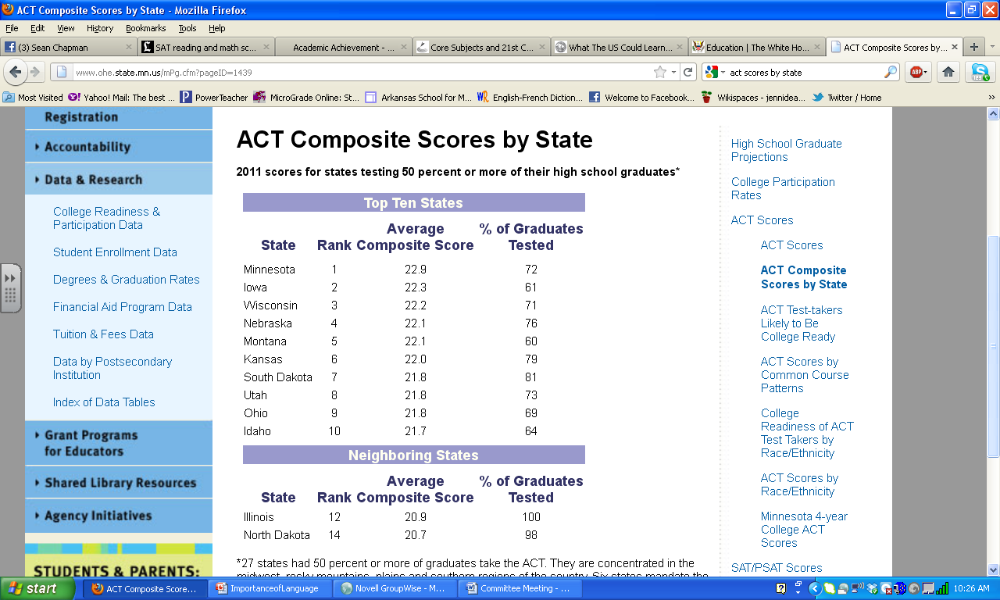 ACT Composite Scores by State - Mozilla Firefox
File Edit View History Bookmarks Tools Help
(3) Sean Chapman
SAT reading and math sc...
Academic Achievement - ...
Core Subjects and 21st C...
What The US Could Learn...
Education | The White Ho...
ACT Composite Scores by...
www.ohe.state.mn.us/mPg.cfm?pageID=1439
act scores by state
ABP
Most Visited Yahoo! Mail: The best ... PowerTeacher MicroGrade Online: St... Arkansas School for M... English-French Diction... Welcome to Facebook... Wikispaces - jennidea... Twitter / Home »
Registration
Accountability
Data & Research
College Readiness &
Participation Data
Student Enrollment Data
Degrees & Graduation Rates
Financial Aid Program Data
Tuition & Fees Data
Data by Postsecondary
Institution
Index of Data Tables
Grant Programs
for Educators
Shared Library Resources
Agency Initiatives
STUDENTS & PARENTS:
ACT Composite Scores by State
2011 scores for states testing 50 percent or more of their high school graduates*
Top Ten States
Average % of Graduates
State Rank Composite Score Tested
Minnesota 1 22.9 72
Iowa 2 22.3 61
Wisconsin 3 22.2 71
Nebraska 4 22.1 76
Montana 5 22.1 60
Kansas 6 22.0 79
South Dakota 7 21.8 81
Utah 8 21.8 73
Ohio 9 21.8 69
Idaho 10 21.7 64
Neighboring States
Average % of Graduates
State Rank Composite Score Tested
Illinois 12 20.9 100
North Dakota 14 20.7 98
*27 states had 50 percent or more of graduates take the ACT. They are concentrated in the
midwest, rocky mountains, plains and southern regions of the country. Six states mandate the
High School Graduate
Projections
College Participation
Rates
ACT Scores
ACT Scores
ACT Composite
Scores by State
ACT Test-takers
Likely to Be
College Ready
ACT Scores by
Common Course
Patterns
College
Readiness of ACT
Test Takers by
Race/Ethnicity
ACT Scores by
Race/Ethnicity
Minnesota 4-year
College ACT
Scores
SAT/PSAT Scores
start
ACT Composite Score...
ImportanceofLanguage
Novell GroupWise - M...
Committee Meeting - ...
10:26 AM